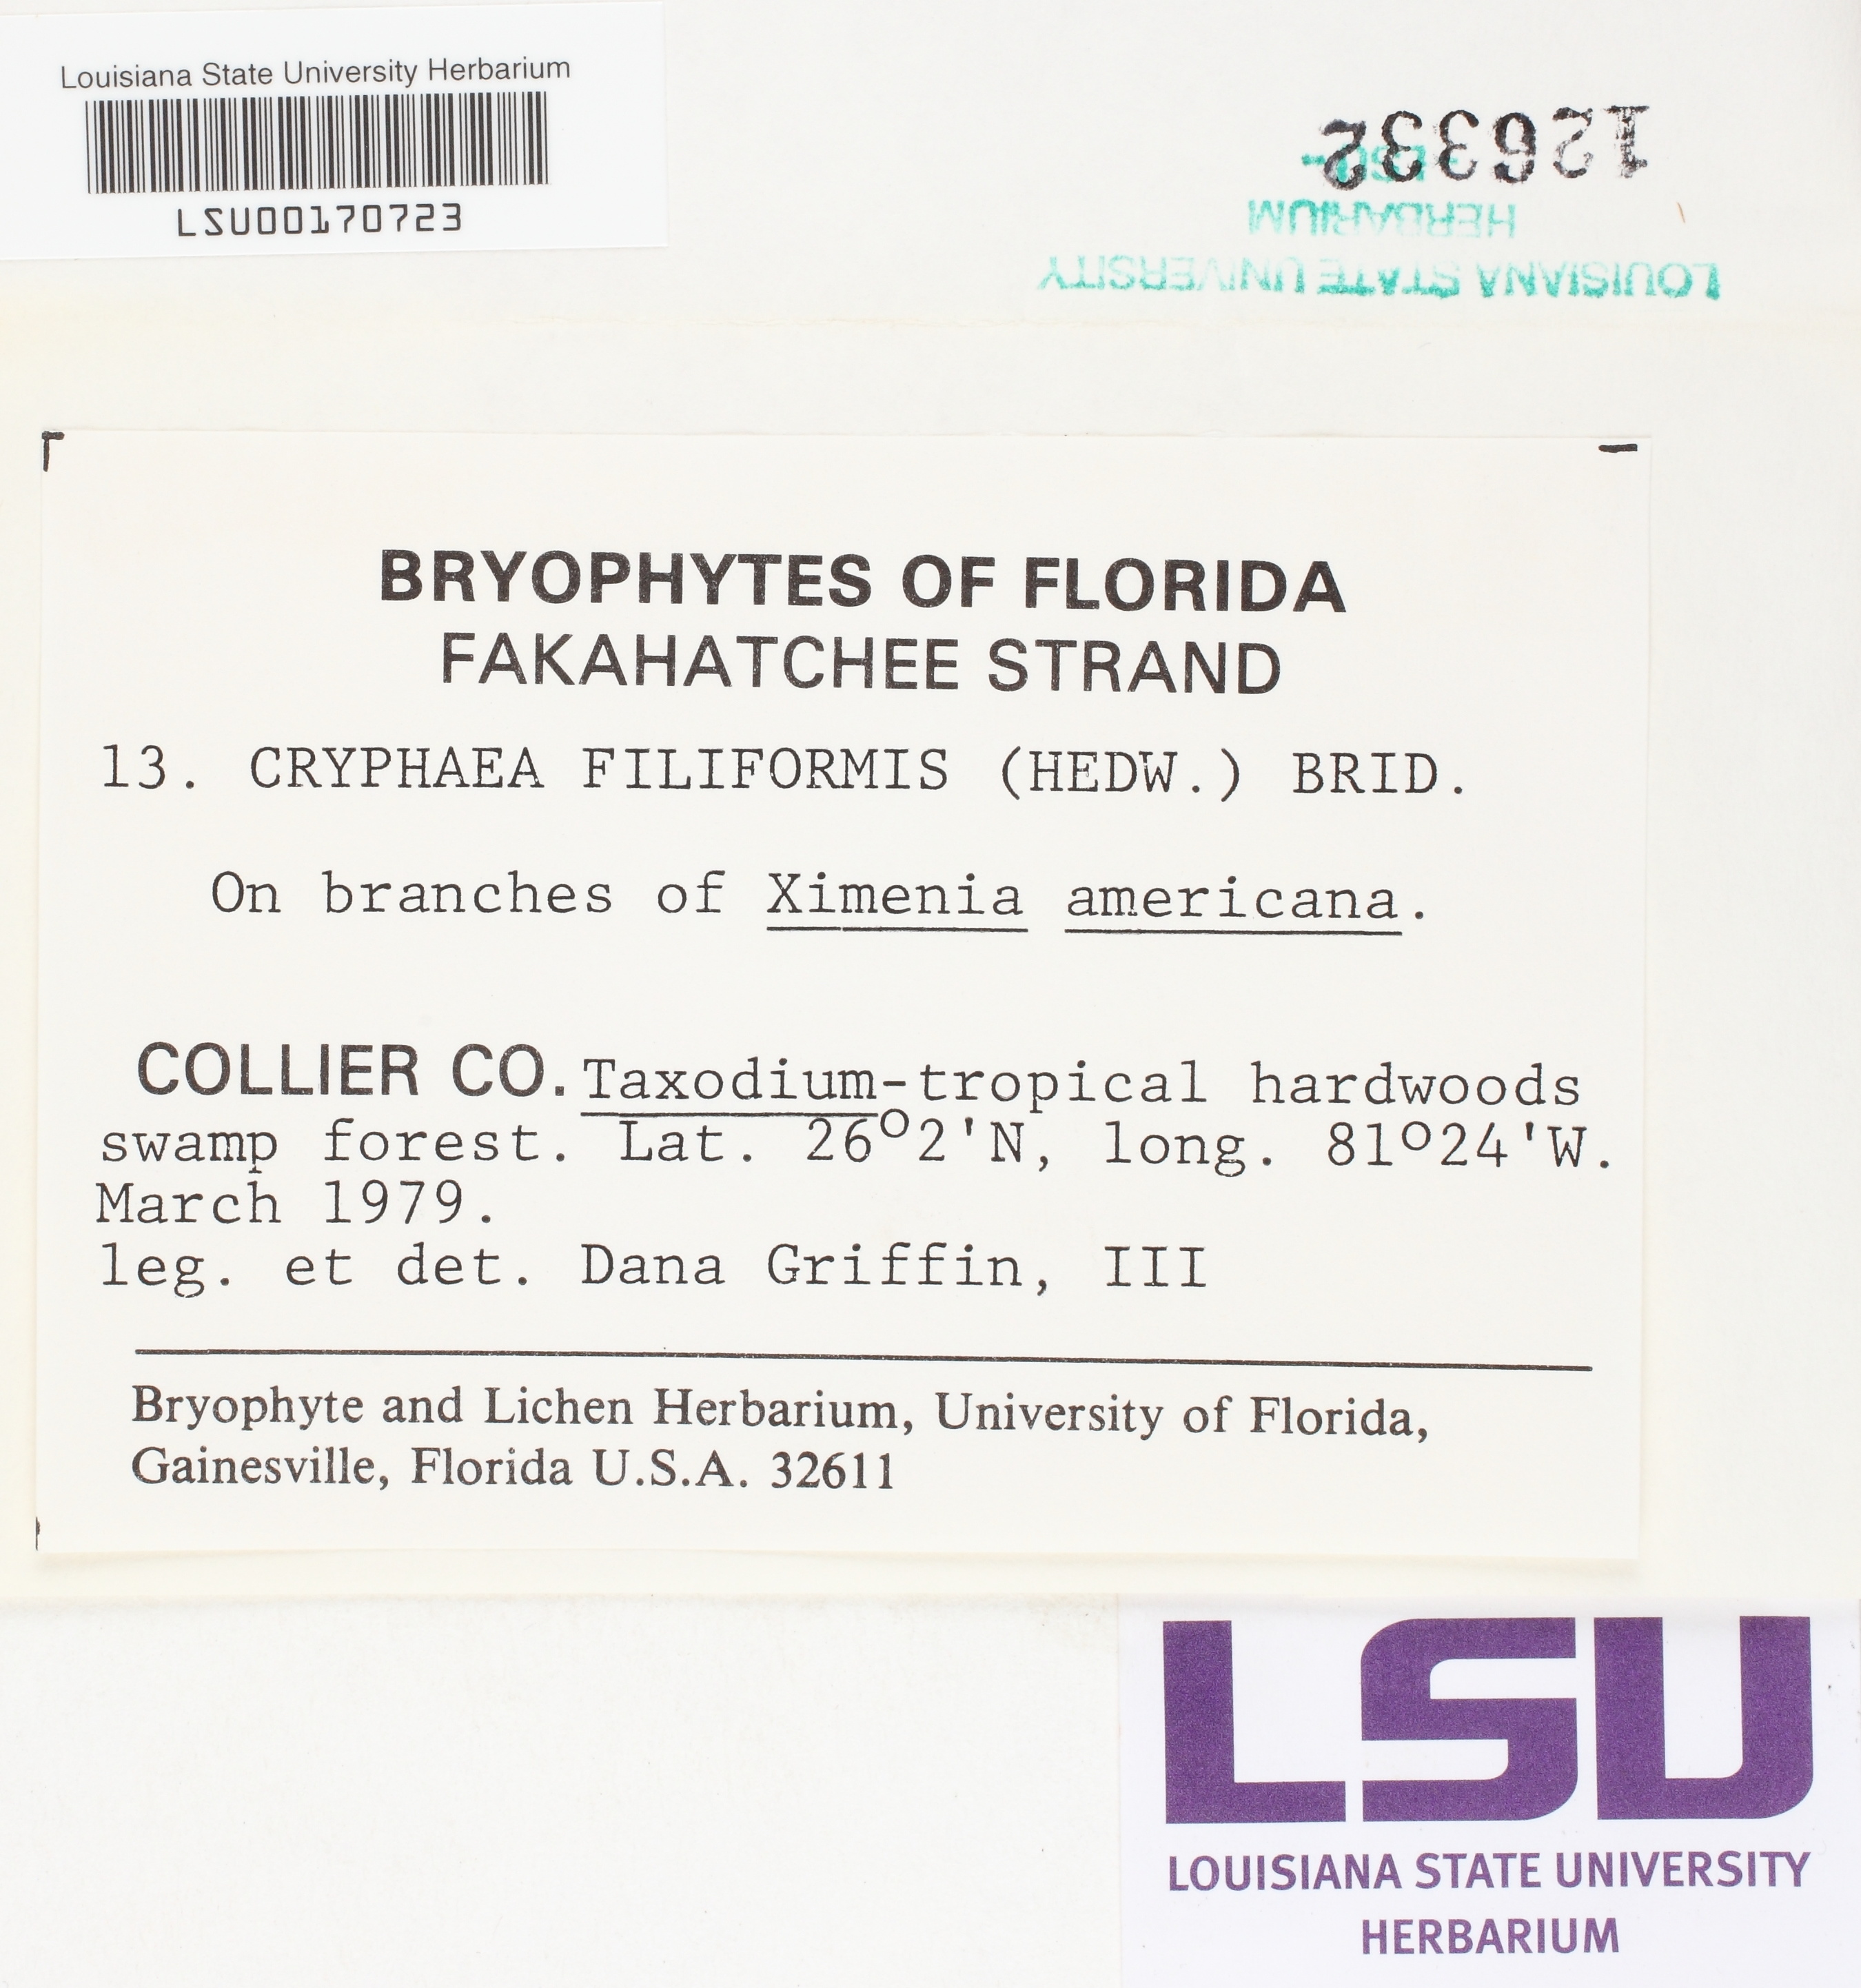 Louisiana State University Herbarium
LSU00170723
LOUISIANA STATE UNIVERSITY
HERBARIUM
126332
BRYOPHYTES OF FLORIDA
FAKAHATCHEE STRAND
13. CRYPHAEA FILIFORMIS (HEDW.) BRID.
On branches of Ximenia americana.
COLLIER CO. Taxodium-tropical hardwoods
swamp forest. Lat. 26°2'N, long. 81°24'W.
March 1979.
leg. et det. Dana Griffin, III
Bryophyte and Lichen Herbarium, University of Florida,
Gainesville, Florida U.S.A. 32611
LSU
LOUISIANA STATE UNIVERSITY
HERBARIUM